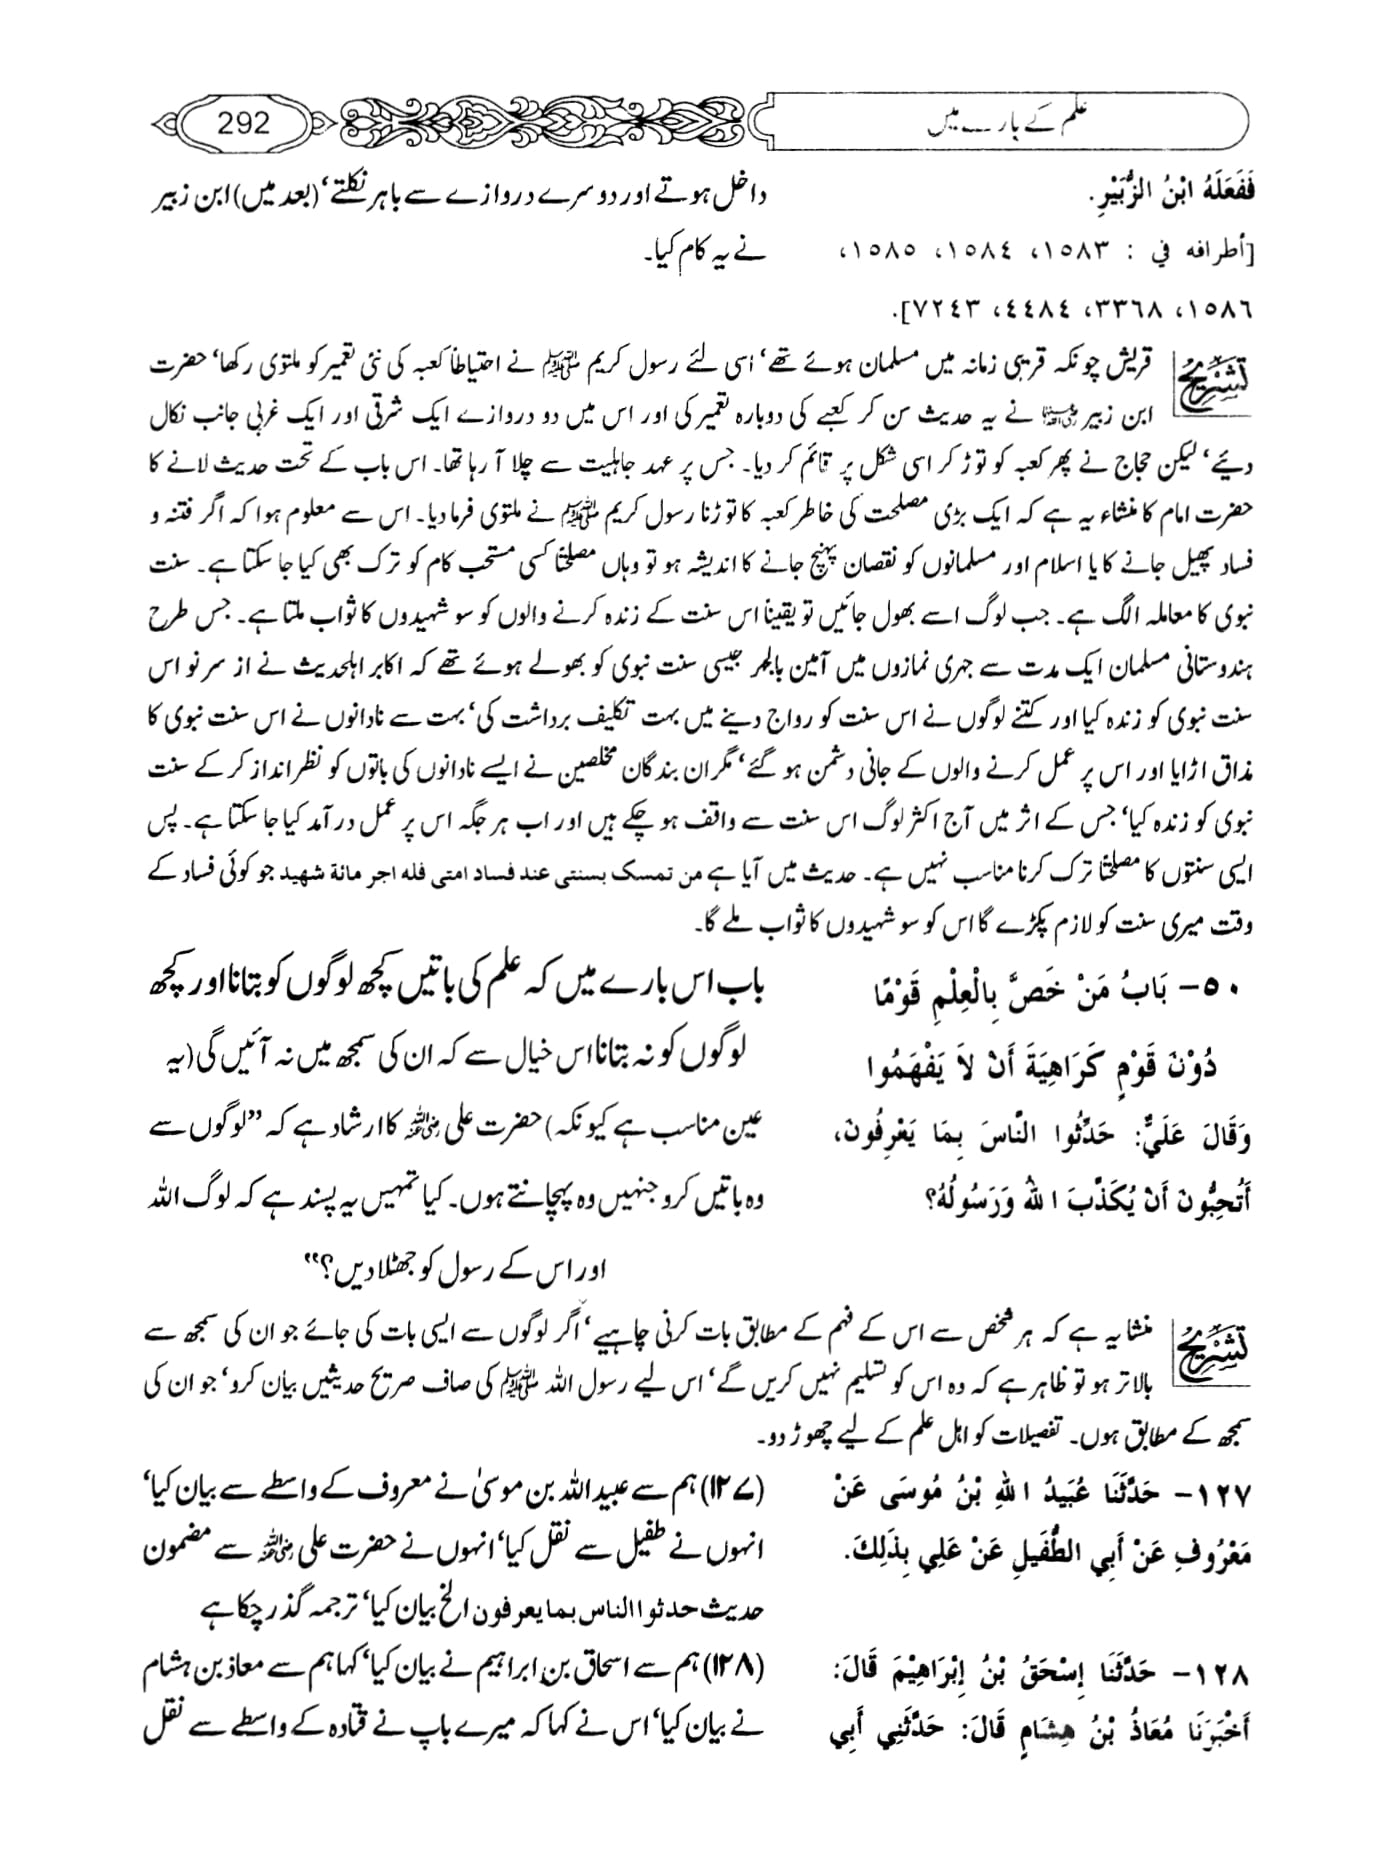 علم کے بارے میں
292
فَفَعَلَهُ ابْنُ الزُّبَيْرِ.
[أطرافه في : ١٥٨٣، ١٥٨٤، ١٥٨٥،
١٥٨٦، ٣٣٦٨، ٤٤٨٤، ٧٢٤٣].
داخل ہوتے اور دوسرے دروازے سے باہر نکلتے‘ (بعد میں) ابن زبیر
نے یہ کام کیا۔
تشریح
قریش چونکہ قریبی زمانہ میں مسلمان ہوئے تھے‘ اسی لئے رسول کریم ﷺ نے احتیاطاً کعبہ کی نئی تعمیر کو ملتوی رکھا‘ حضرت
ابن زبیر رضی اللہ عنہما نے یہ حدیث سن کر کعبے کی دوبارہ تعمیر کی اور اس میں دو دروازے ایک شرقی اور ایک غربی جانب نکال
دیئے‘ لیکن حجاج نے پھر کعبہ کو توڑ کر اسی شکل پر قائم کر دیا۔ جس پر عہد جاہلیت سے چلا آ رہا تھا۔ اس باب کے تحت حدیث لانے کا
حضرت امام کا منشاء یہ ہے کہ ایک بڑی مصلحت کی خاطر کعبہ کا توڑنا رسول کریم ﷺ نے ملتوی فرما دیا۔ اس سے معلوم ہوا کہ اگر فتنہ و
فساد پھیل جانے کا یا اسلام اور مسلمانوں کو نقصان پہنچ جانے کا اندیشہ ہو تو وہاں مصلحتاً کسی مستحب کام کو ترک بھی کیا جا سکتا ہے۔ سنت
نبوی کا معاملہ الگ ہے۔ جب لوگ اسے بھول جائیں تو یقیناً اس سنت کے زندہ کرنے والوں کو سو شہیدوں کا ثواب ملتا ہے۔ جس طرح
ہندوستانی مسلمان ایک مدت سے جہری نمازوں میں آمین بالجہر جیسی سنت نبوی کو بھولے ہوئے تھے کہ اکابر اہلحدیث نے از سر نو اس
سنت نبوی کو زندہ کیا اور کتنے لوگوں نے اس سنت کو رواج دینے میں بہت تکلیف برداشت کی‘ بہت سے نادانوں نے اس سنت نبوی کا
مذاق اڑایا اور اس پر عمل کرنے والوں کے جانی دشمن ہو گئے‘ مگر ان بندگان مخلصین نے ایسے نادانوں کی باتوں کو نظر انداز کر کے سنت
نبوی کو زندہ کیا‘ جس کے اثر میں آج اکثر لوگ اس سنت سے واقف ہو چکے ہیں اور اب ہر جگہ اس پر عمل درآمد کیا جا سکتا ہے۔ پس
ایسی سنتوں کا مصلحتاً ترک کرنا مناسب نہیں ہے۔ حدیث میں آیا ہے من تمسک بسنتی عند فساد امتی فله اجر مائة شهید جو کوئی فساد کے
وقت میری سنت کو لازم پکڑے گا اس کو سو شہیدوں کا ثواب ملے گا۔
٥٠- بَابُ مَنْ خَصَّ بِالْعِلْمِ قَوْمًا
دُوْنَ قَوْمٍ كَرَاهِيَةَ أَنْ لاَ يَفْهَمُوا
وَقَالَ عَلَيٌّ: حَدِّثُوا النَّاسَ بِمَا يَعْرِفُونَ،
أَتُحِبُّونَ أَنْ يُكَذَّبَ اللهُ وَرَسُولُهُ؟
باب اس بارے میں کہ علم کی باتیں کچھ لوگوں کو بتانا اور کچھ
لوگوں کو نہ بتانا اس خیال سے کہ ان کی سمجھ میں نہ آئیں گی (یہ
عین مناسب ہے کیونکہ) حضرت علی رضی اللہ عنہ کا ارشاد ہے کہ ”لوگوں سے
وہ باتیں کرو جنہیں وہ پہچانتے ہوں۔ کیا تمہیں یہ پسند ہے کہ لوگ اللہ
اور اس کے رسول کو جھٹلا دیں؟“
تشریح
منشا یہ ہے کہ ہر شخص سے اس کے فہم کے مطابق بات کرنی چاہیے‘ اگر لوگوں سے ایسی بات کی جائے جو ان کی سمجھ سے
بالاتر ہو تو ظاہر ہے کہ وہ اس کو تسلیم نہیں کریں گے‘ اس لیے رسول اللہ ﷺ کی صاف صریح حدیثیں بیان کرو‘ جو ان کی
سمجھ کے مطابق ہوں۔ تفصیلات کو اہل علم کے لیے چھوڑ دو۔
١٢٧- حَدَّثَنَا عُبَيدُ اللهِ بْنُ مُوسَى عَنْ
مَعْرُوفِ عَنْ أَبِي الطُّفَيلِ عَنْ عَلِي بِذَلِكَ.
(۱۲۷) ہم سے عبید اللہ بن موسیٰ نے معروف کے واسطے سے بیان کیا‘
انہوں نے طفیل سے نقل کیا‘ انہوں نے حضرت علی رضی اللہ عنہ سے مضمون
حدیث حدثوا الناس بما یعرفون الخ بیان کیا‘ ترجمہ گذر چکا ہے
١٢٨- حَدَّثَنَا إِسْحَقُ بْنُ إِبْرَاهِيْمَ قَالَ:
أَخْبَرَنَا مُعَاذُ بْنُ هِشَامٍ قَالَ: حَدَّثَنِي أَبِي
(۱۲۸) ہم سے اسحاق بن ابراہیم نے بیان کیا‘ کہا ہم سے معاذ بن ہشام
نے بیان کیا‘ اس نے کہا کہ میرے باپ نے قتادہ کے واسطے سے نقل